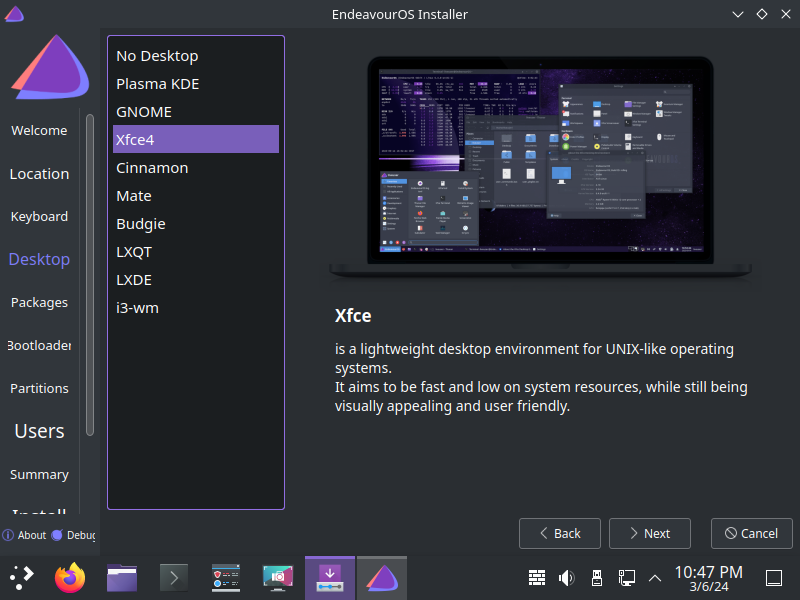 EndeavourOS Installer
Welcome
Location
Keyboard
Desktop
Packages
Bootloader
Partitions
Users
Summary
Install
About
Debug
No Desktop
Plasma KDE
GNOME
Xfce4
Cinnamon
Mate
Budgie
LXQT
LXDE
i3-wm
Xfce
is a lightweight desktop environment for UNIX-like operating
systems.
It aims to be fast and low on system resources, while still being
visually appealing and user friendly.
Back
Next
Cancel
10:47 PM
3/6/24